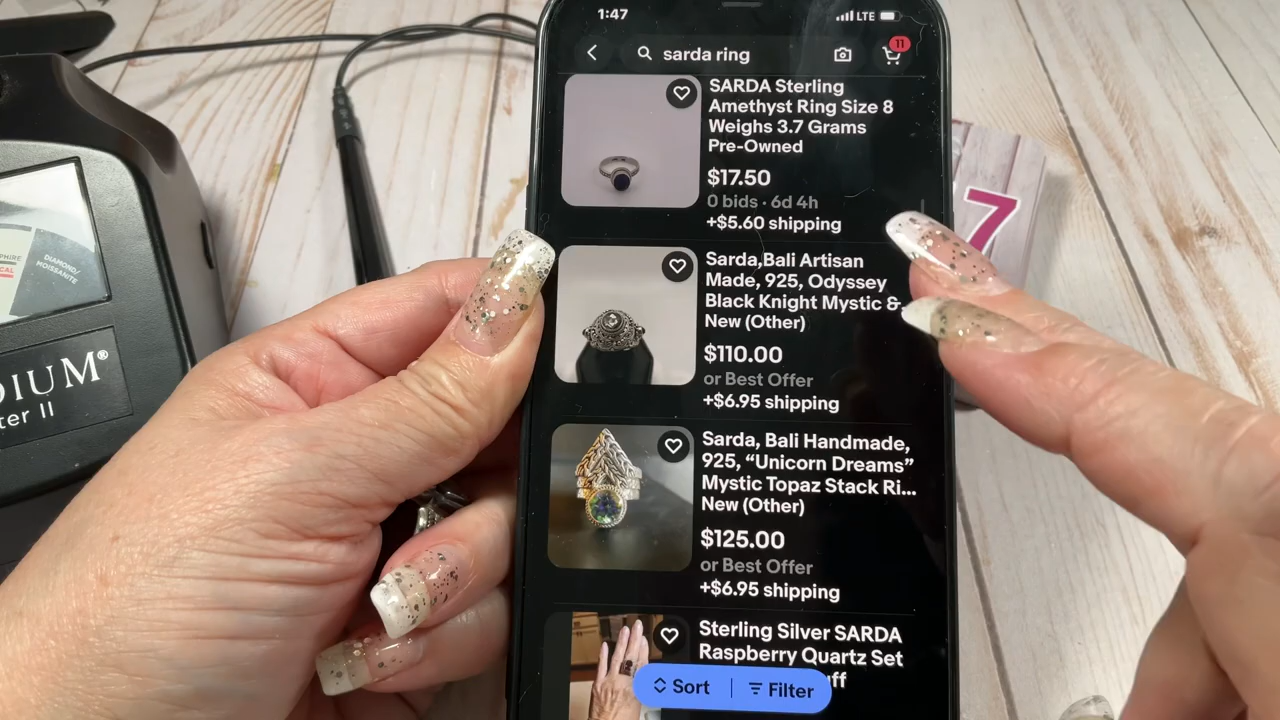 1:47
LTE
sarda ring
11
SARDA Sterling
Amethyst Ring Size 8
Weighs 3.7 Grams
Pre-Owned
$17.50
0 bids · 6d 4h
+$5.60 shipping
Sarda,Bali Artisan
Made, 925, Odyssey
Black Knight Mystic &
New (Other)
$110.00
or Best Offer
+$6.95 shipping
Sarda, Bali Handmade,
925, “Unicorn Dreams”
Mystic Topaz Stack Ri...
New (Other)
$125.00
or Best Offer
+$6.95 shipping
Sterling Silver SARDA
Raspberry Quartz Set
uff
Sort
Filter
DIAMOND/
MOISSANITE
DIUM®
ter II
7